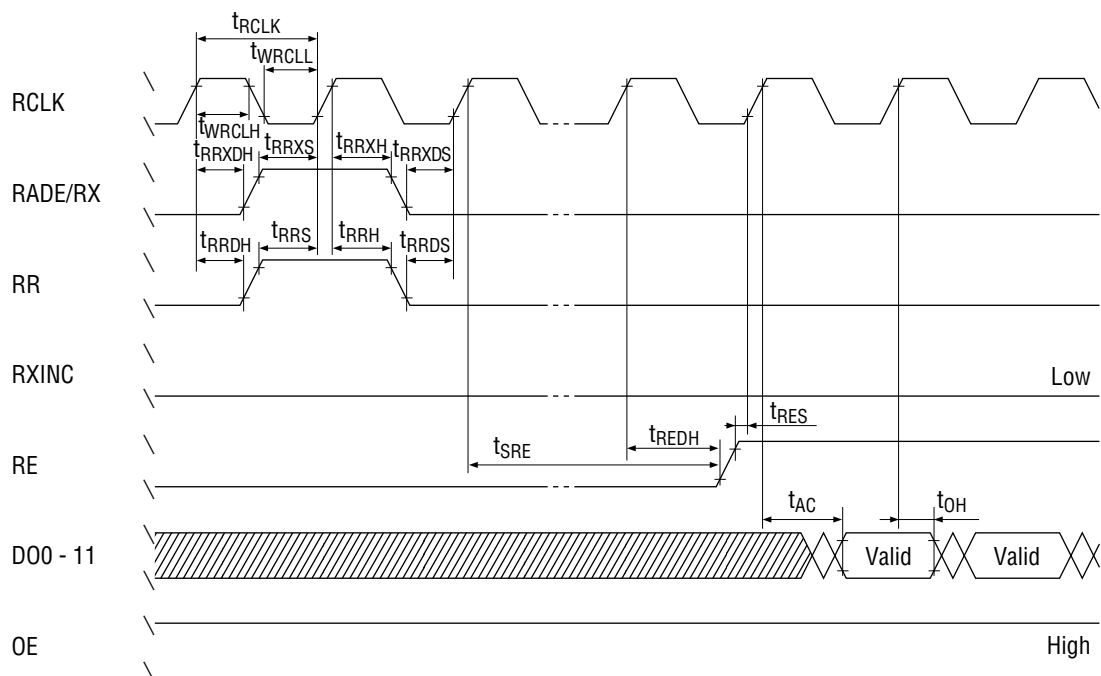 tRCLK
tWRCLL
RCLK
tWRCLH
tRRXDH tRRXS tRRXH tRRXDS
RADE/RX
tRRDH tRRS tRRH tRRDS
RR
RXINC
Low
tRES
tREDH
tSRE
RE
tAC tOH
DO0 - 11
Valid Valid
OE
High